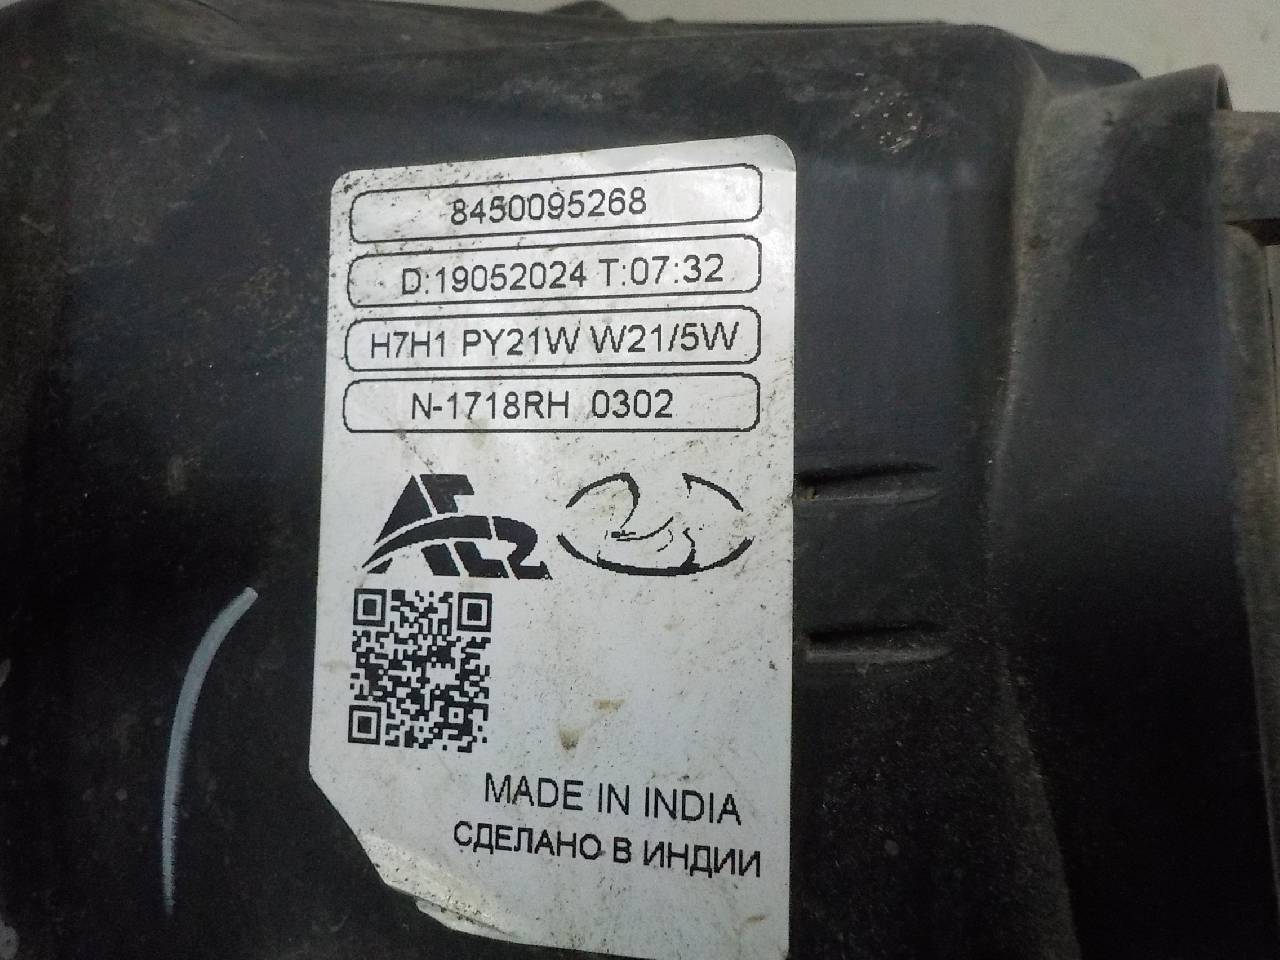 8450095268
D:19052024 T:07:32
H7H1 PY21W W21/5W
N-1718RH 0302
MADE IN INDIA
СДЕЛАНО В ИНДИИ